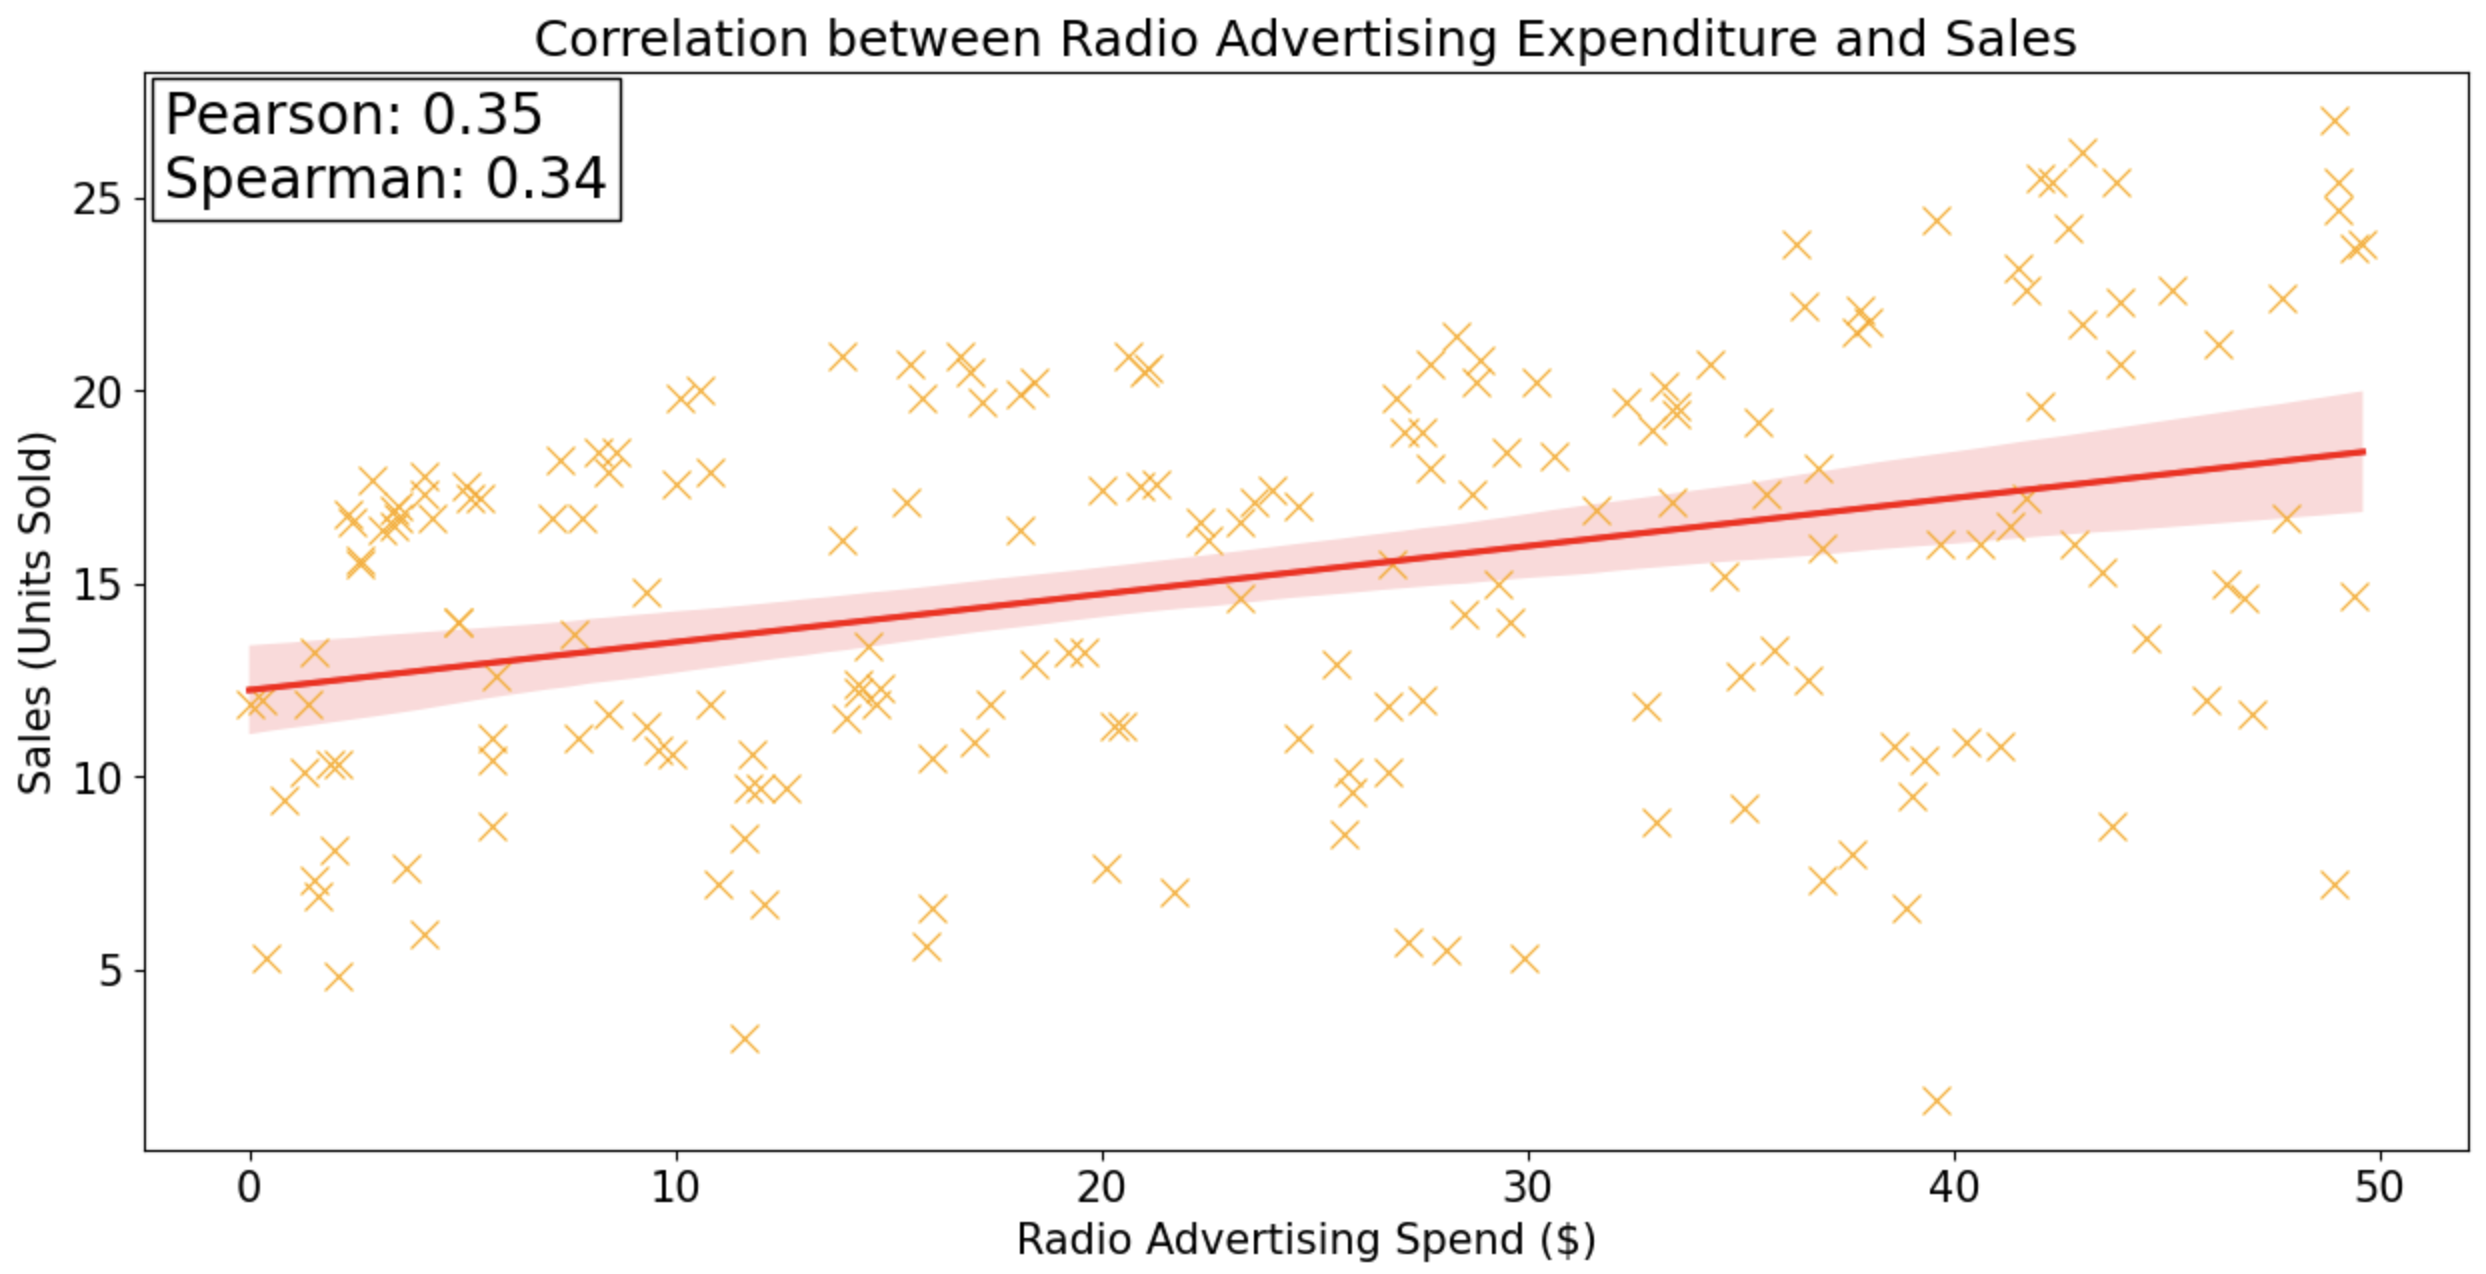 Correlation between Radio Advertising Expenditure and Sales
Pearson: 0.35
Spearman: 0.34
Sales (Units Sold)
25
20
15
10
5
0 10 20 30 40 50
Radio Advertising Spend ($)